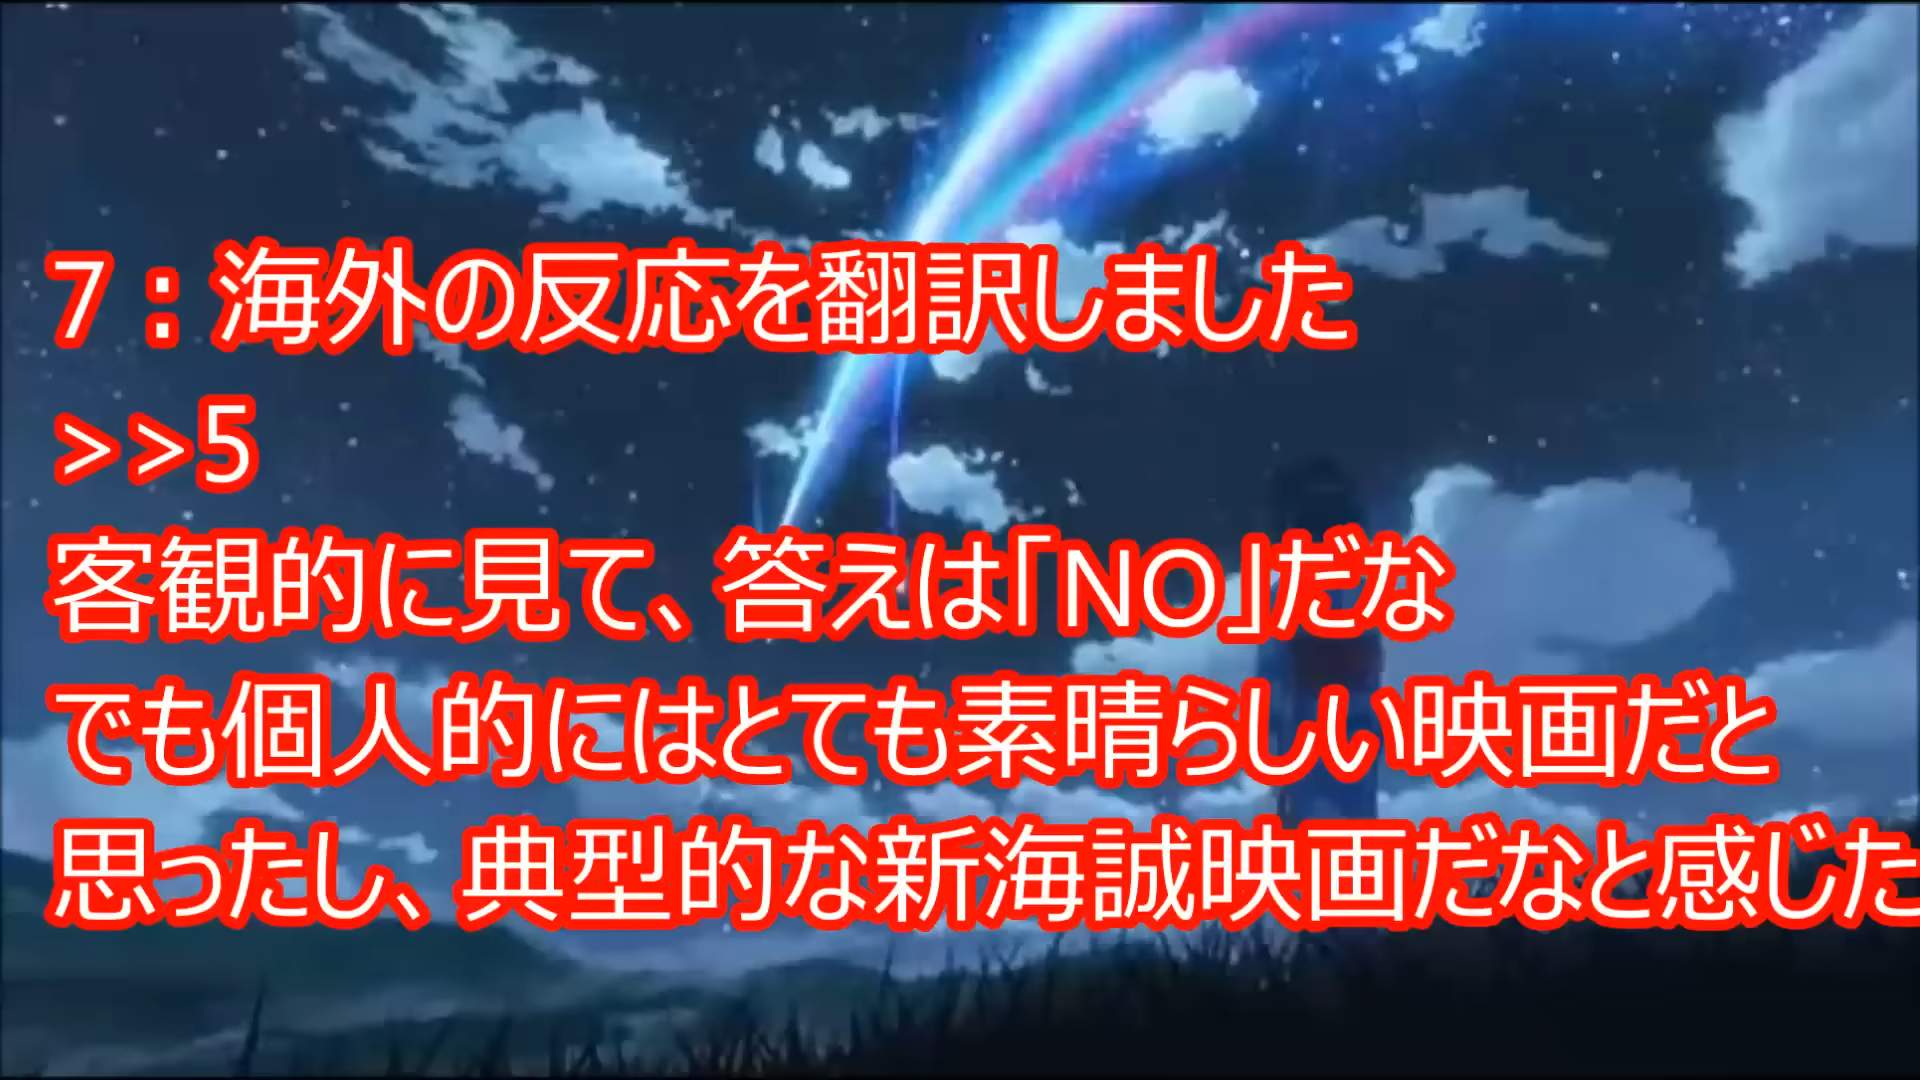 7：海外の反応を翻訳しました
>>5
客観的に見て、答えは「NO」だな
でも個人的にはとても素晴らしい映画だと
思ったし、典型的な新海誠映画だなと感じた